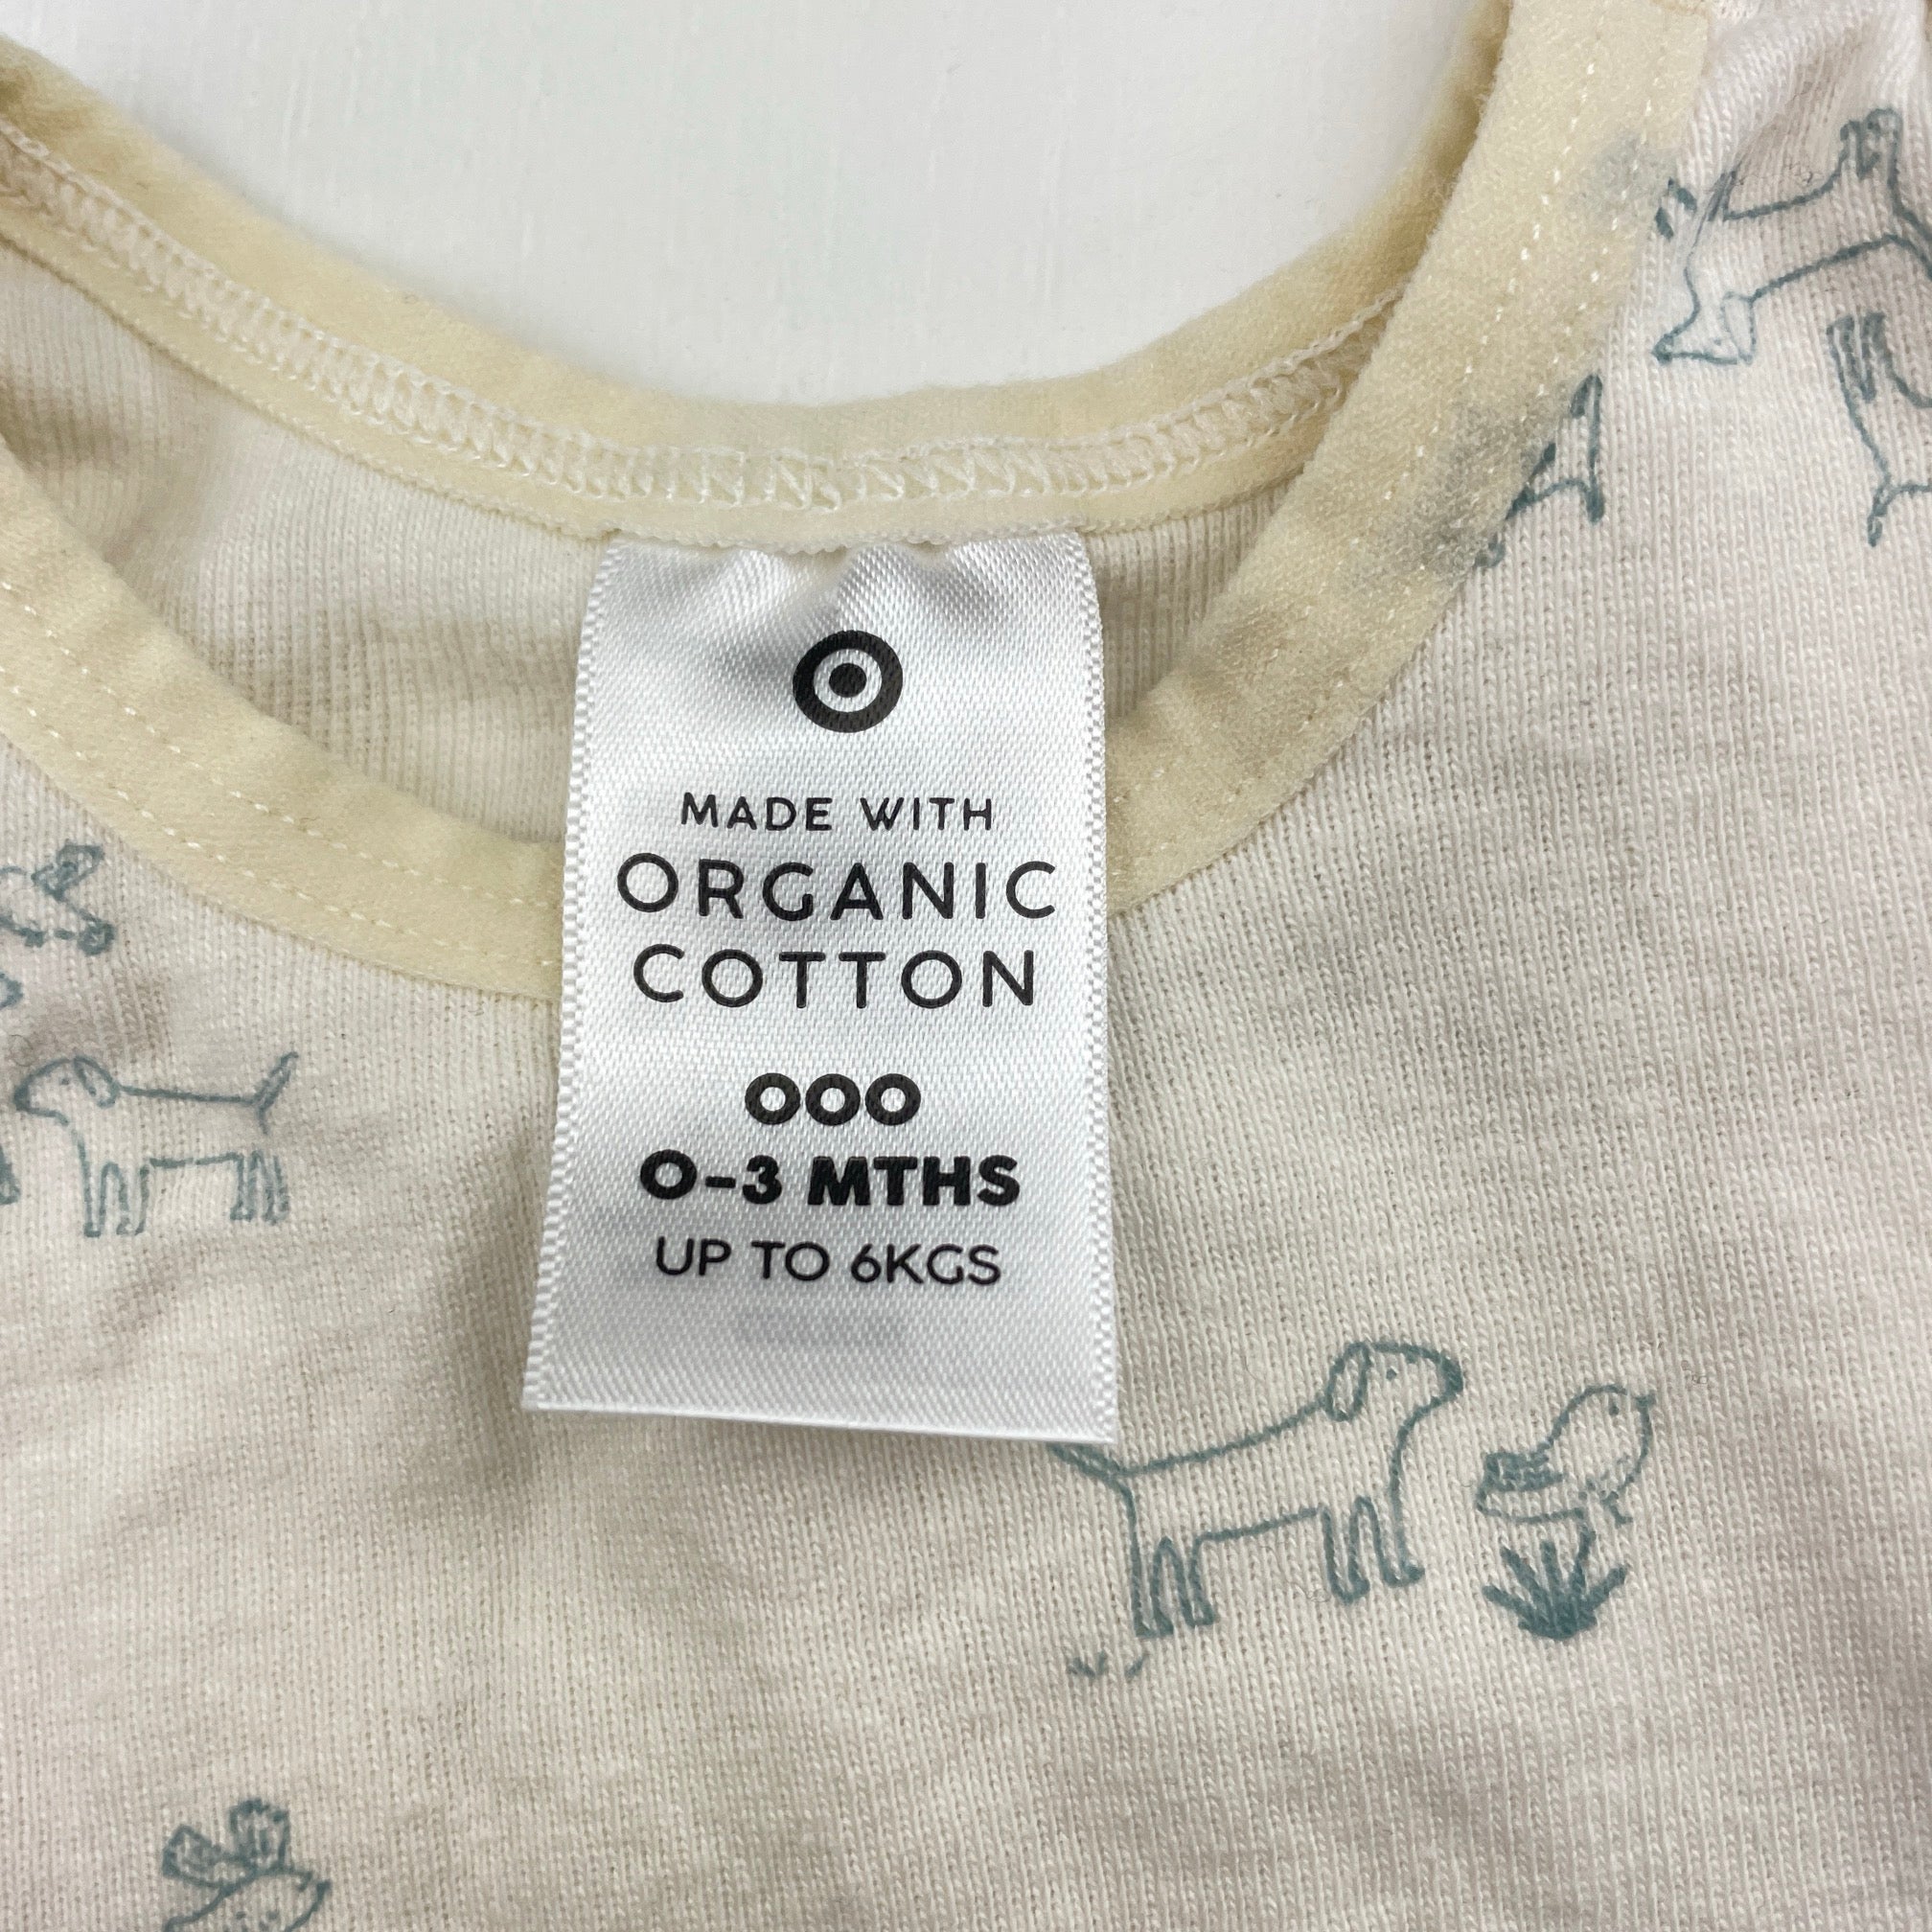 MADE WITH
ORGANIC
COTTON
000
0-3 MTHS
UP TO 6KGS